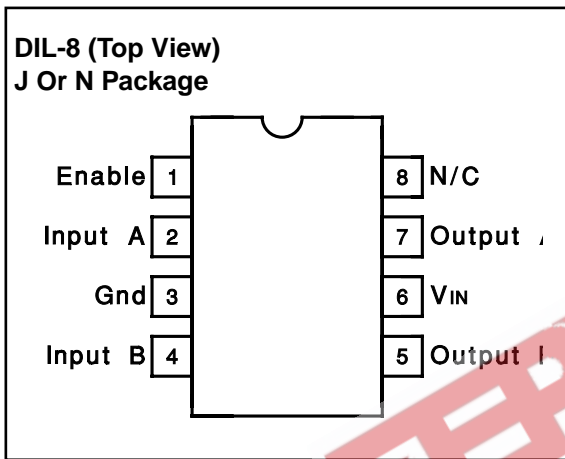 DIL-8 (Top View)
J Or N Package
Enable 1
8 N/C
Input A 2
7 Output
Gnd 3
6 VIN
Input B 4
5 Output